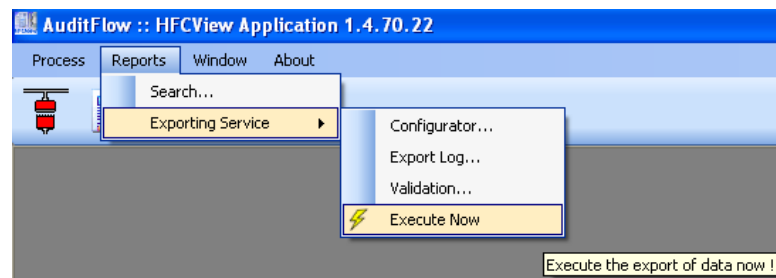 AuditFlow :: HFCView Application 1.4.70.22
Process Reports Window About
Search...
Exporting Service
Configurator...
Export Log...
Validation...
Execute Now
Execute the export of data now !